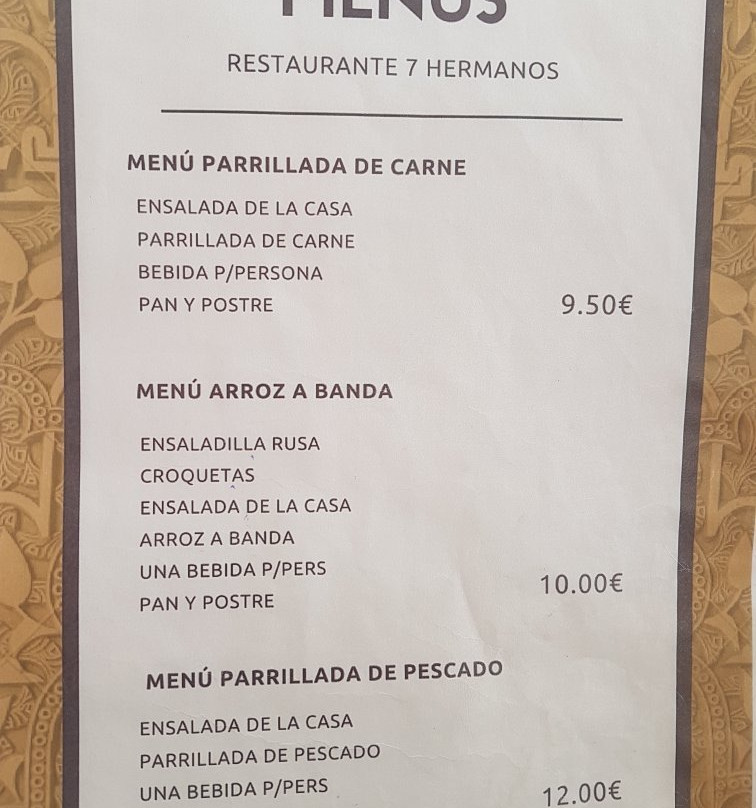 MENÚS
RESTAURANTE 7 HERMANOS
MENÚ PARRILLADA DE CARNE
ENSALADA DE LA CASA
PARRILLADA DE CARNE
BEBIDA P/PERSONA
PAN Y POSTRE 9.50€
MENÚ ARROZ A BANDA
ENSALADILLA RUSA
CROQUETAS
ENSALADA DE LA CASA
ARROZ A BANDA
UNA BEBIDA P/PERS 10.00€
PAN Y POSTRE
MENÚ PARRILLADA DE PESCADO
ENSALADA DE LA CASA
PARRILLADA DE PESCADO
UNA BEBIDA P/PERS 12.00€